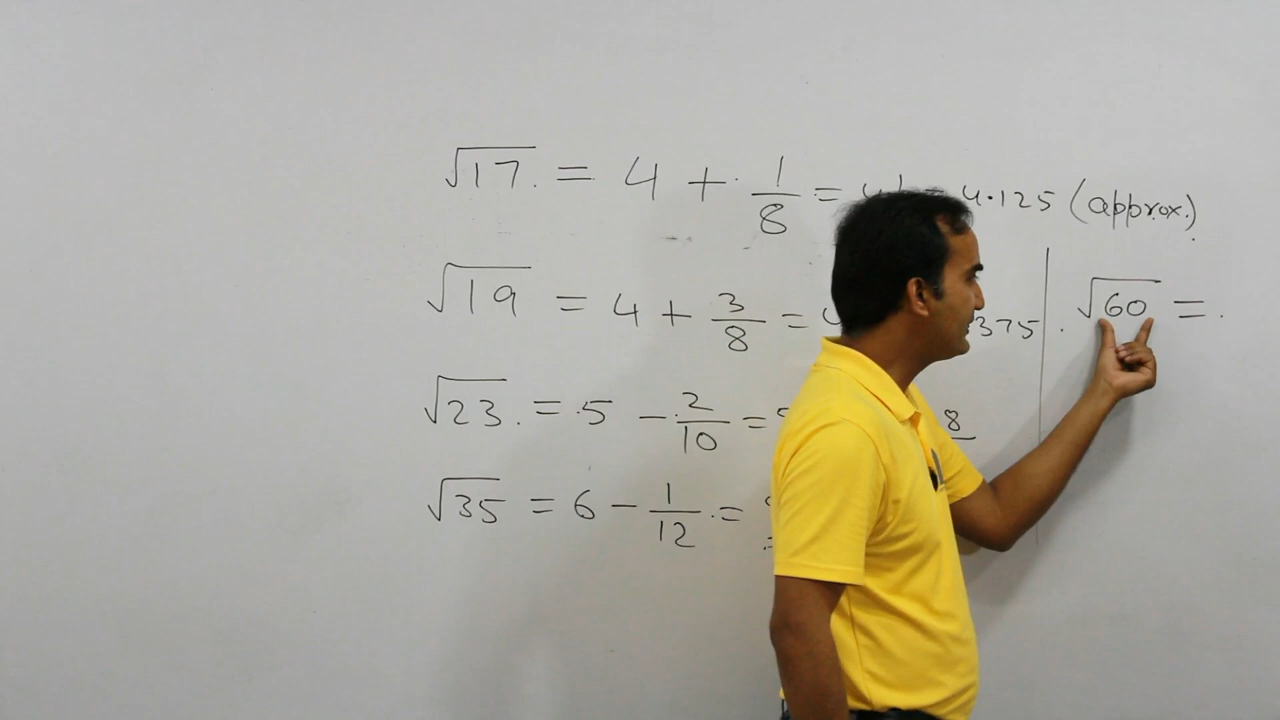 √17 = 4 + 1/8 = 4.125 (approx.)
√19 = 4 + 3/8 = 375
√60 =
√23 = 5 - 2/10 = 8
√35 = 6 - 1/12 =